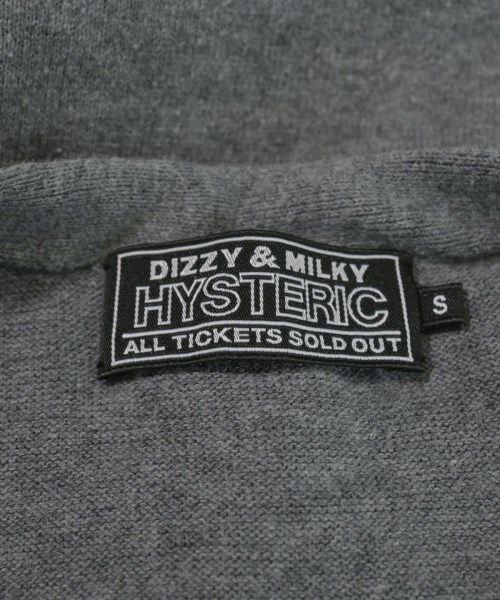 DIZZY & MILKY
HYSTERIC
ALL TICKETS SOLD OUT
S